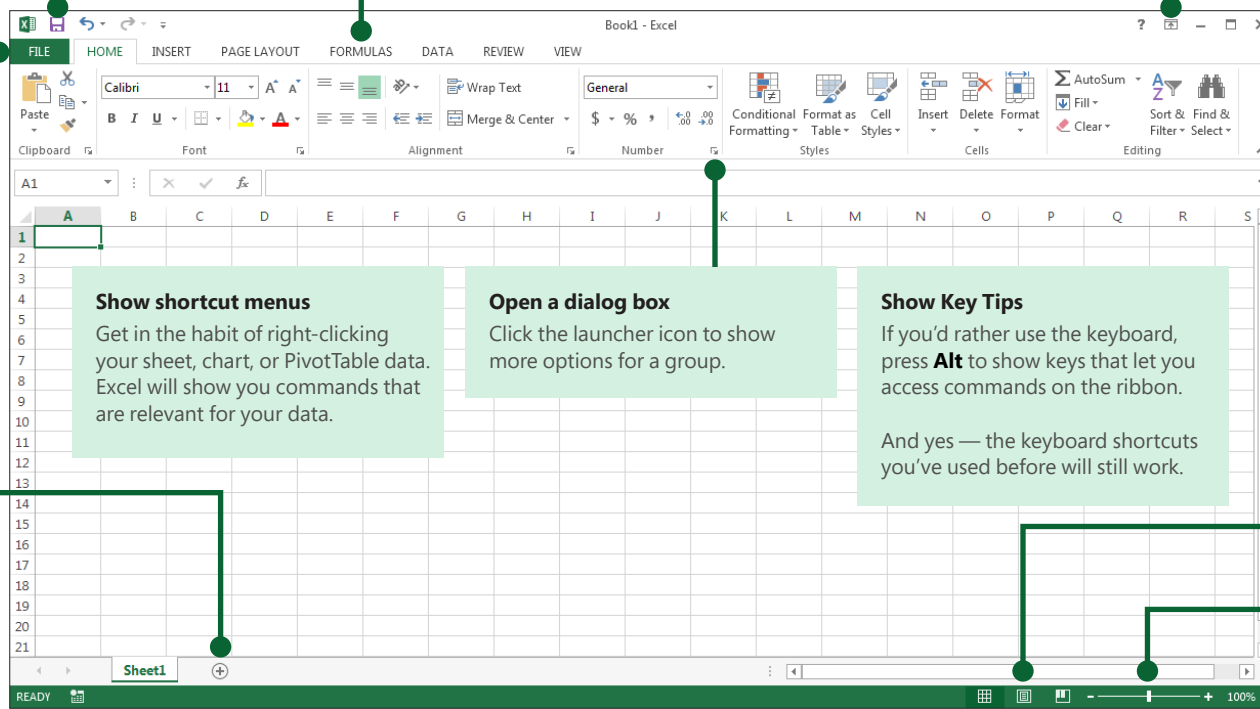 Book1 - Excel
?
FILE HOME INSERT PAGE LAYOUT FORMULAS DATA REVIEW VIEW
Calibri 11 A A Wrap Text General AutoSum
Paste B I U A Merge & Center $ % , Conditional Formatting Format as Table Cell Styles Insert Delete Format Fill Clear Sort & Filter Find & Select
Clipboard Font Alignment Number Styles Cells Editing
A1 fx
A B C D E F G H I J K L M N O P Q R S
1
2
3
4
5
6
7
8
9
10
11
12
13
14
15
16
17
18
19
20
21
Show shortcut menus
Get in the habit of right-clicking
your sheet, chart, or PivotTable data.
Excel will show you commands that
are relevant for your data.
Open a dialog box
Click the launcher icon to show
more options for a group.
Show Key Tips
If you’d rather use the keyboard,
press Alt to show keys that let you
access commands on the ribbon.
And yes — the keyboard shortcuts
you’ve used before will still work.
Sheet1
READY 100%